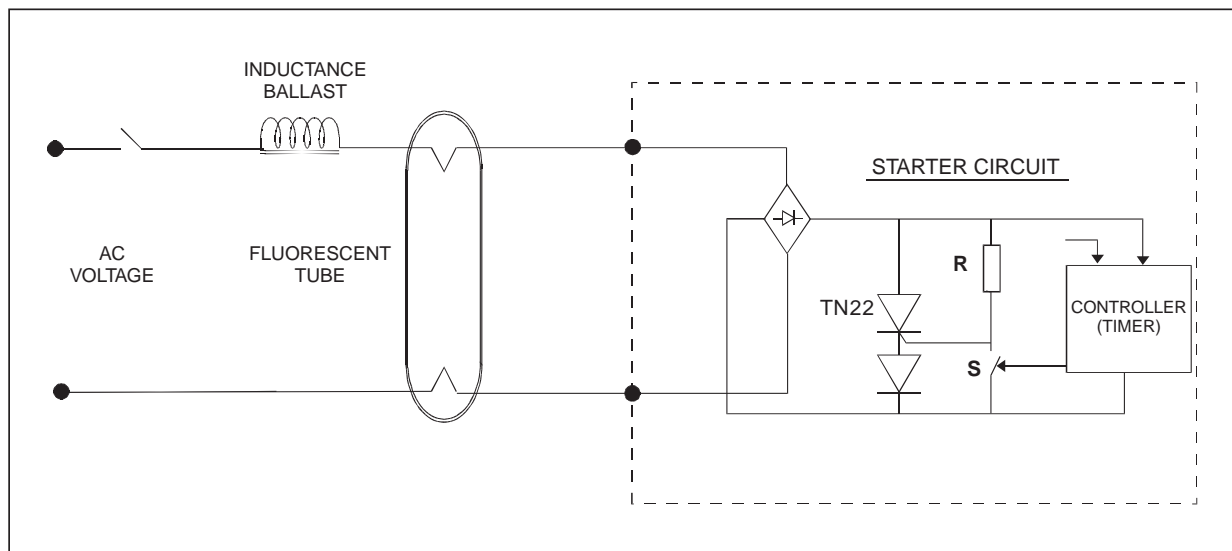 INDUCTANCE
BALLAST
STARTER CIRCUIT
AC
VOLTAGE
FLUORESCENT
TUBE
R
TN22
CONTROLLER
(TIMER)
S